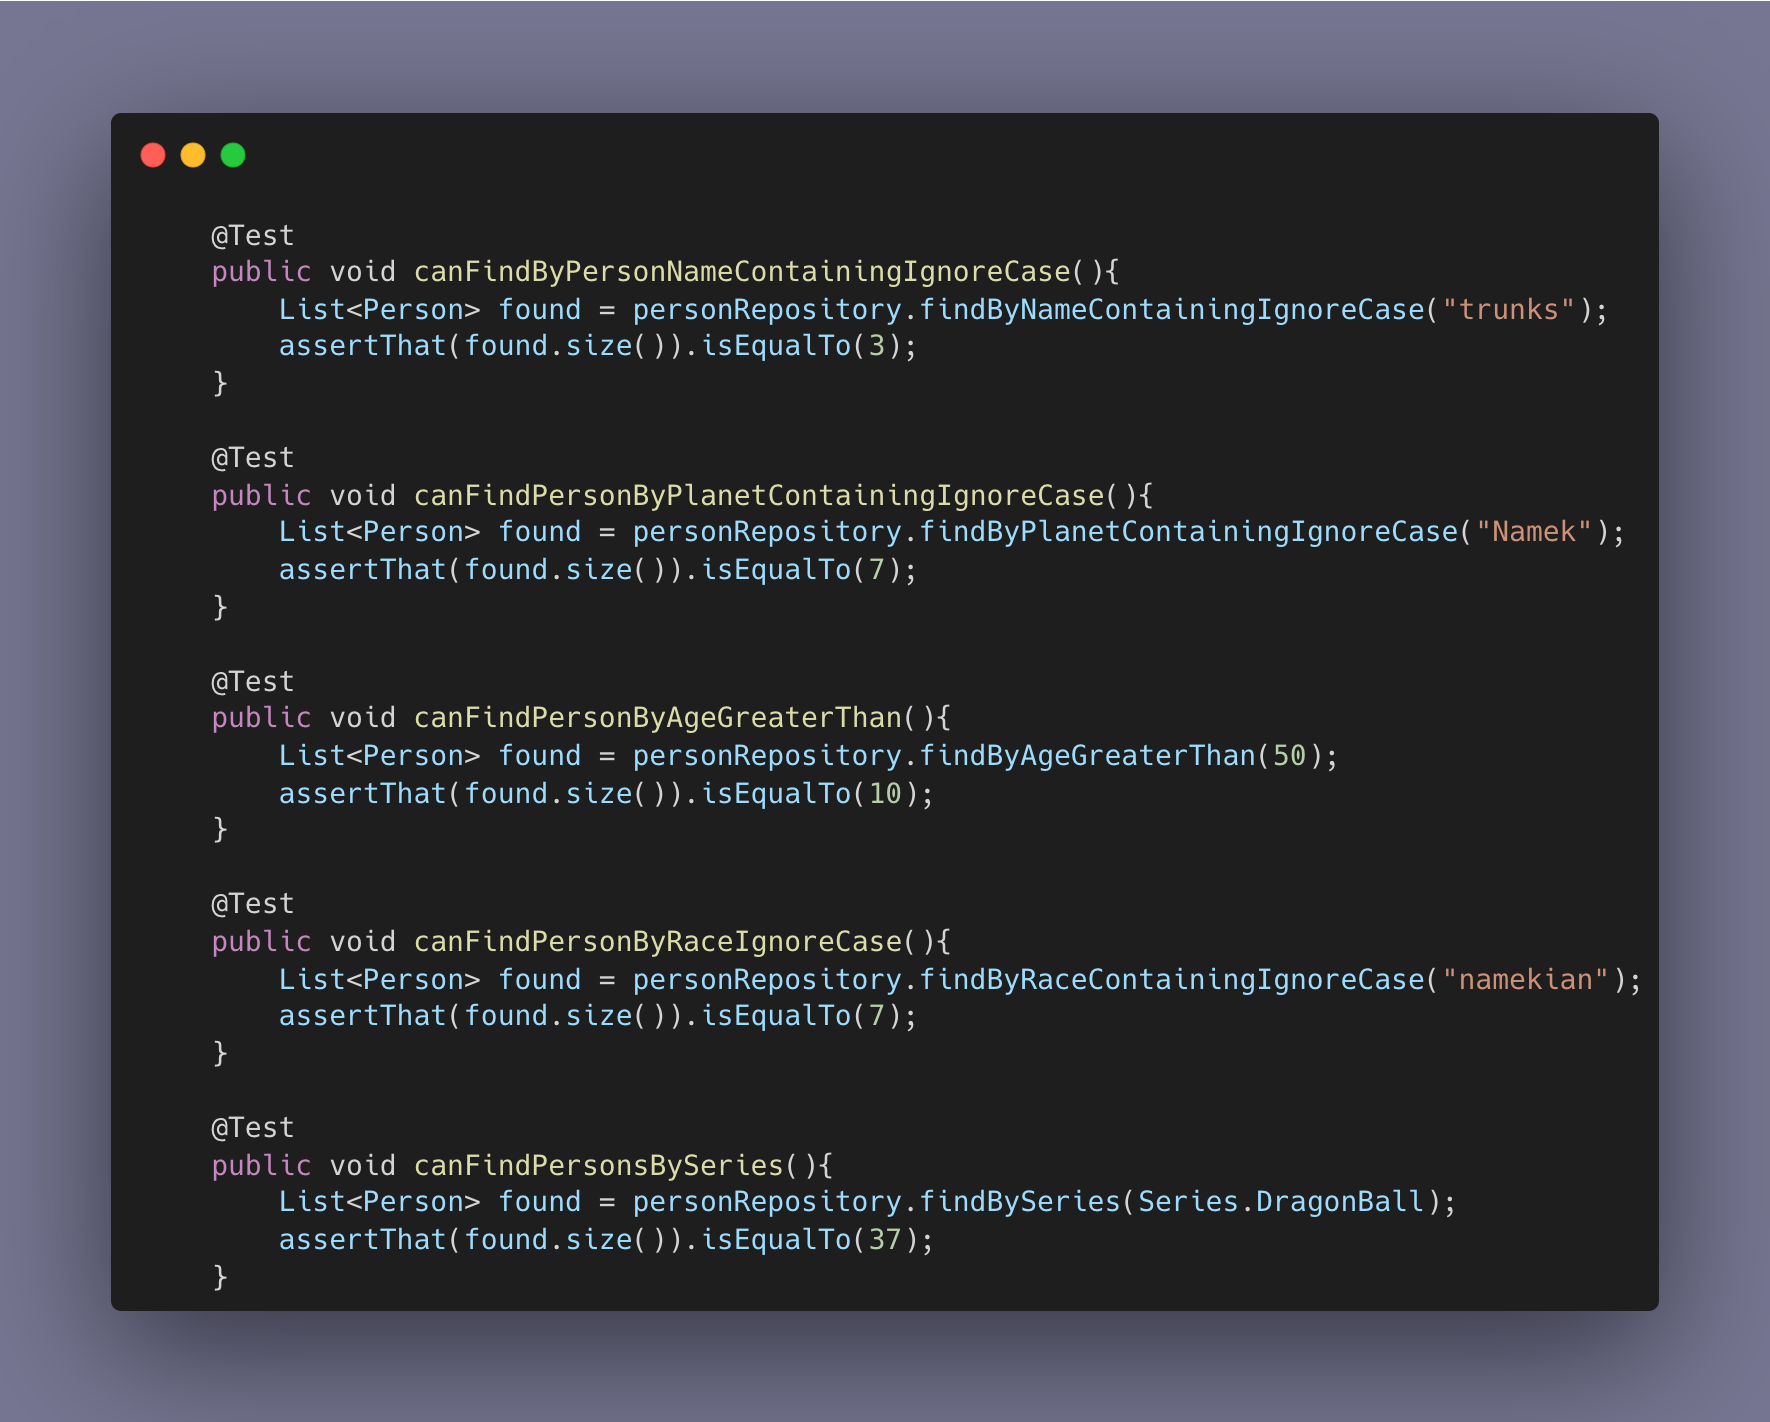 @Test
public void canFindByPersonNameContainingIgnoreCase(){
    List<Person> found = personRepository.findByNameContainingIgnoreCase("trunks");
    assertThat(found.size()).isEqualTo(3);
}

@Test
public void canFindPersonByPlanetContainingIgnoreCase(){
    List<Person> found = personRepository.findByPlanetContainingIgnoreCase("Namek");
    assertThat(found.size()).isEqualTo(7);
}

@Test
public void canFindPersonByAgeGreaterThan(){
    List<Person> found = personRepository.findByAgeGreaterThan(50);
    assertThat(found.size()).isEqualTo(10);
}

@Test
public void canFindPersonByRaceIgnoreCase(){
    List<Person> found = personRepository.findByRaceContainingIgnoreCase("namekian");
    assertThat(found.size()).isEqualTo(7);
}

@Test
public void canFindPersonsBySeries(){
    List<Person> found = personRepository.findBySeries(Series.DragonBall);
    assertThat(found.size()).isEqualTo(37);
}